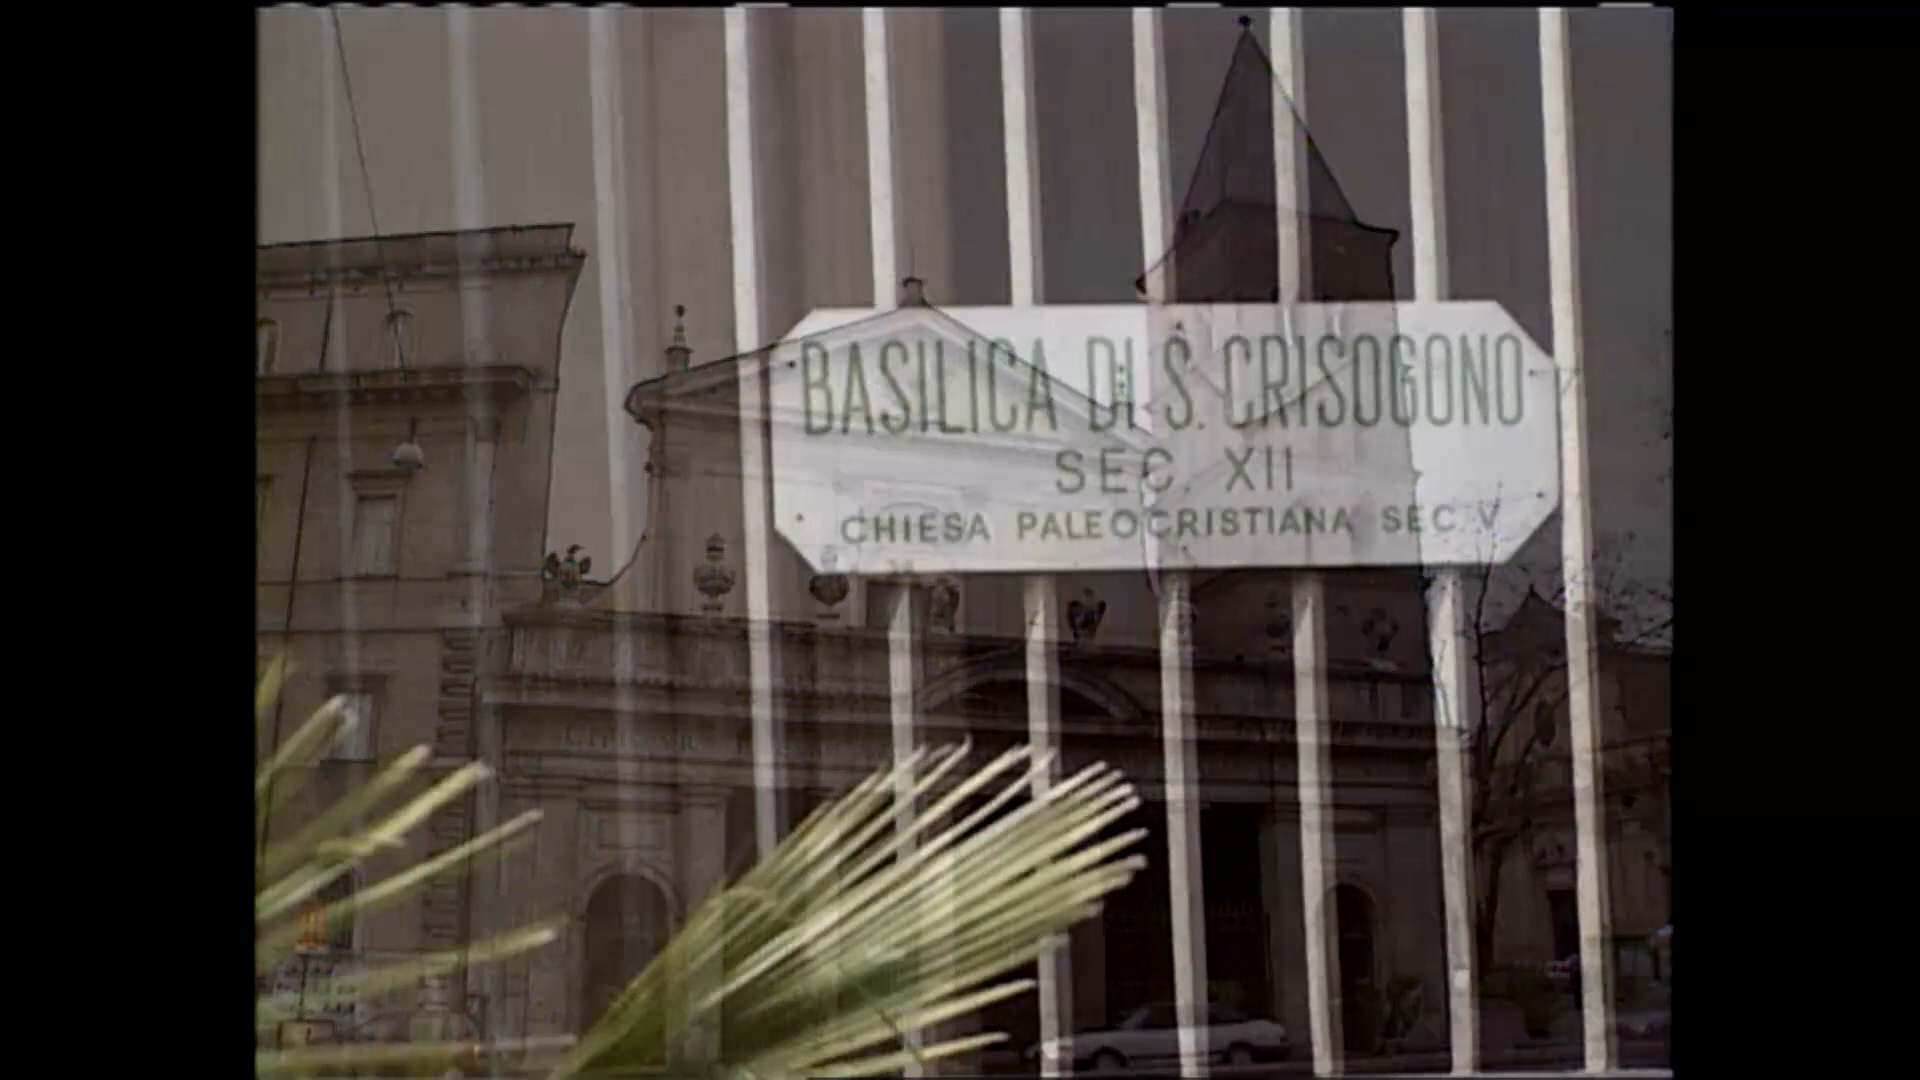 BASILICA DI S. CRISOGONO
SEC. XII
CHIESA PALEOCRISTIANA SEC. V